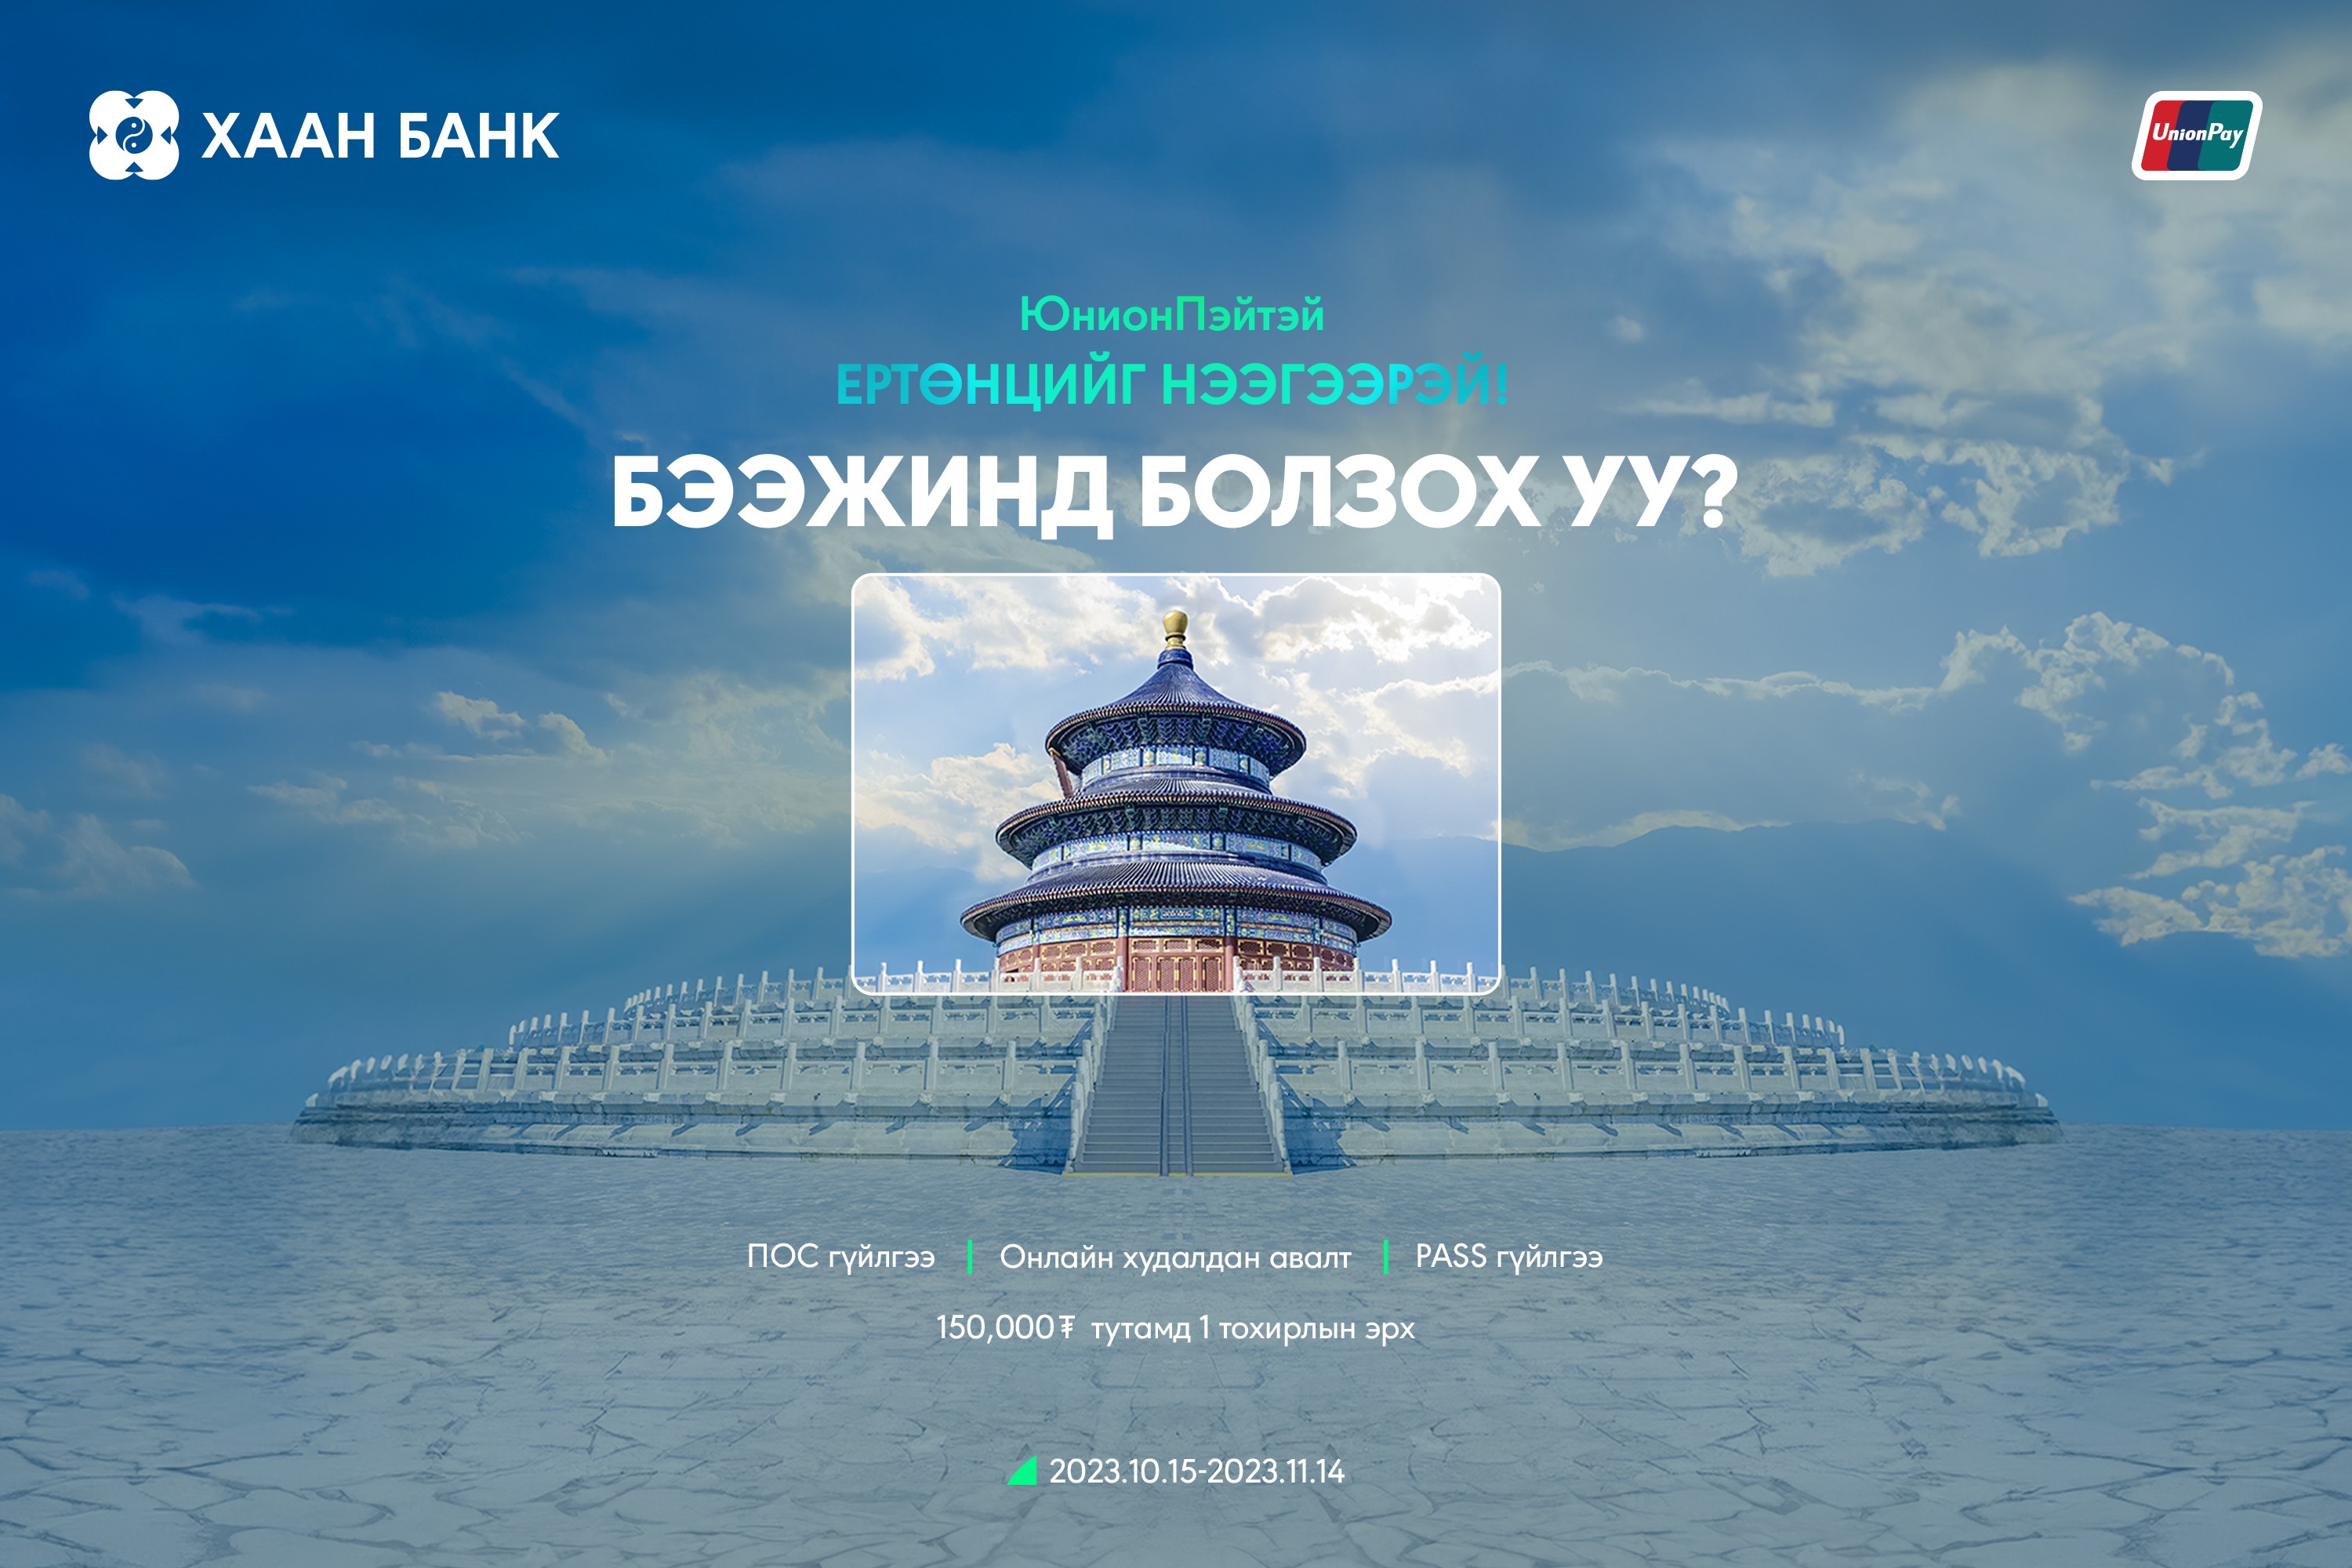 ХААН БАНК
UnionPay
ЮнионПэйтэй
ЕРТӨНЦИЙГ НЭЭГЭЭРЭЙ!
БЭЭЖИНД БОЛЗОХ УУ?
ПОС гүйлгээ | Онлайн худалдан авалт | PASS гүйлгээ
150,000₮ тутамд 1 тохирлын эрх
2023.10.15-2023.11.14